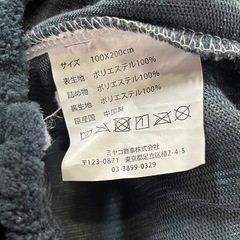 サイズ 100X200cm
表生地 ポリエステル100%
詰め物 ポリエステル100%
裏生地 ポリエステル100%
原産国 中国製
ミヤコ商事株式会社
〒123-0871 東京都足立区椿2-4-5
03-3899-0329